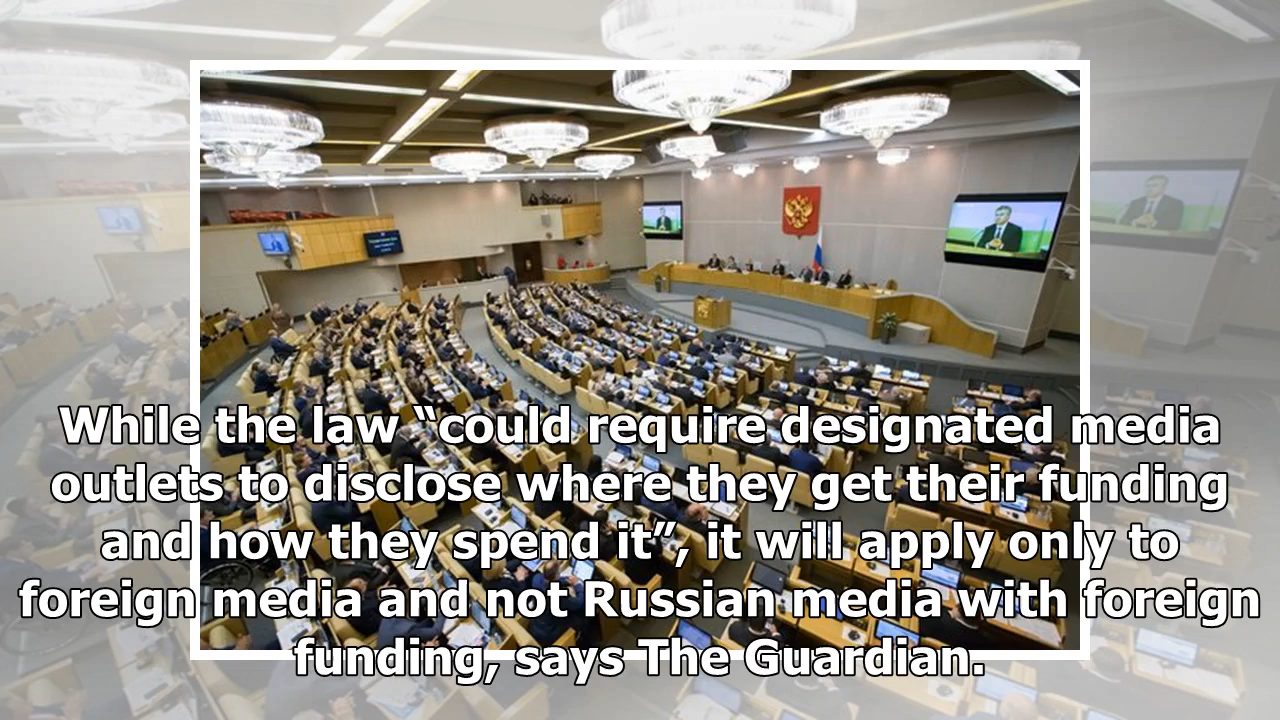 While the law “could require designated media
outlets to disclose where they get their funding
and how they spend it”, it will apply only to
foreign media and not Russian media with foreign
funding, says The Guardian.